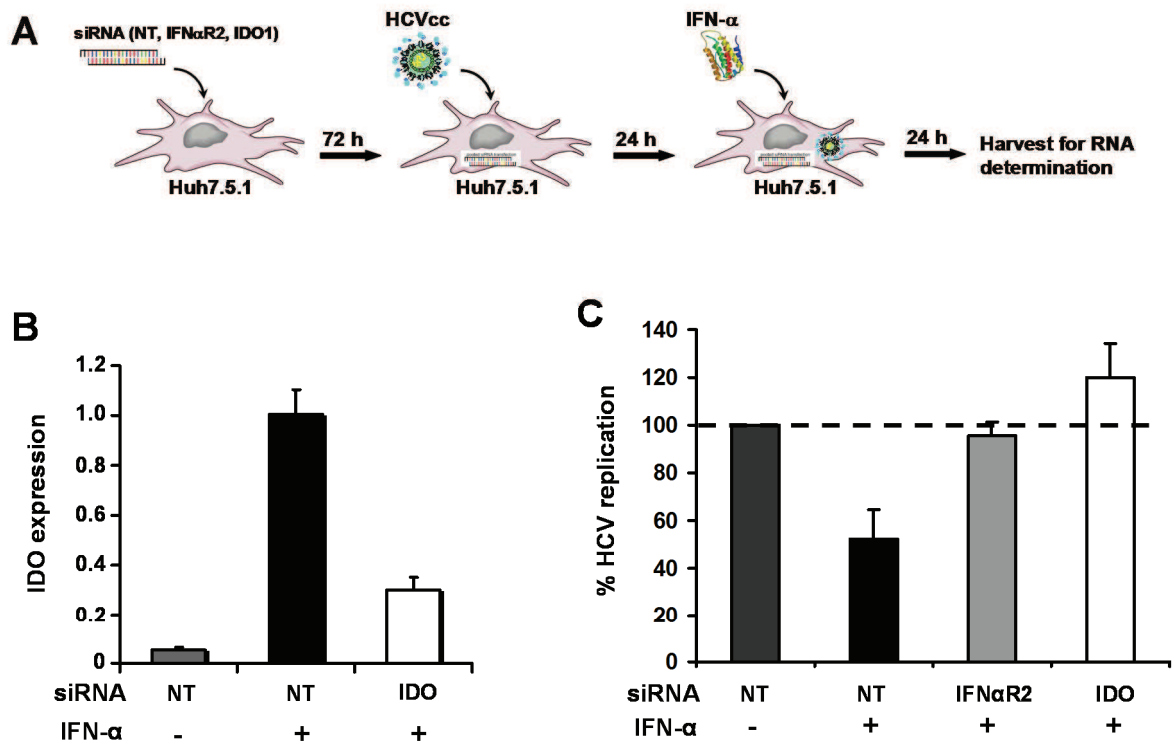 A
siRNA (NT, IFNαR2, IDO1)
HCVcc
IFN-α
72 h
24 h
24 h
Harvest for RNA
determination
Huh7.5.1
Huh7.5.1
Huh7.5.1
B
IDO expression
1.2
1.0
0.8
0.6
0.4
0.2
0
siRNA NT NT IDO
IFN-α - + +
C
% HCV replication
140
120
100
80
60
40
20
0
siRNA NT NT IFNαR2 IDO
IFN-α - + + +